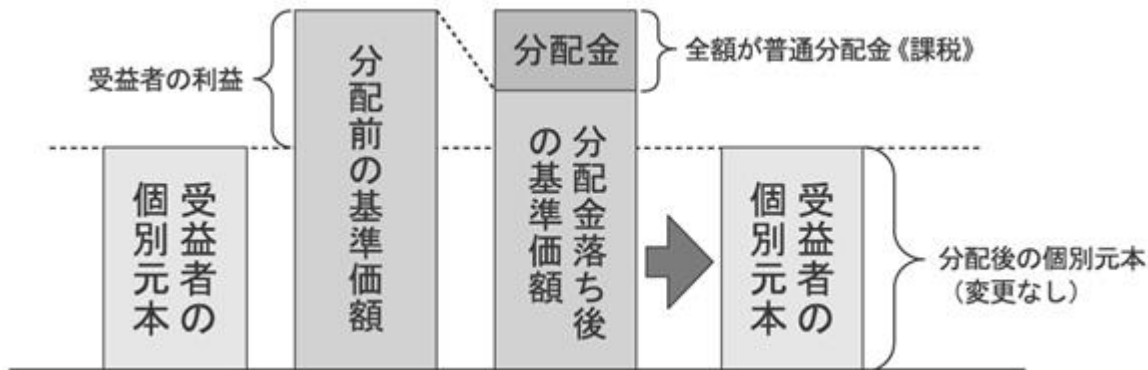 受益者の利益
受益者の
個別元本
分配前の基準価額
分配金
全額が普通分配金《課税》
分配金落ち後
の基準価額
受益者の
個別元本
分配後の個別元本
（変更なし）